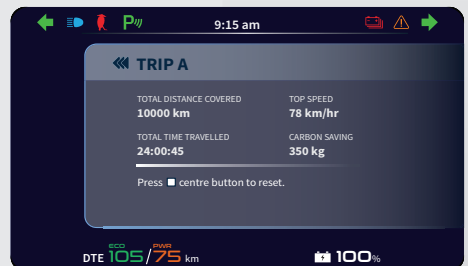 P
9:15 am
TRIP A
TOTAL DISTANCE COVERED
10000 km
TOP SPEED
78 km/hr
TOTAL TIME TRAVELLED
24:00:45
CARBON SAVING
350 kg
Press centre button to reset.
ECO PWR
DTE 105/75 km
100%